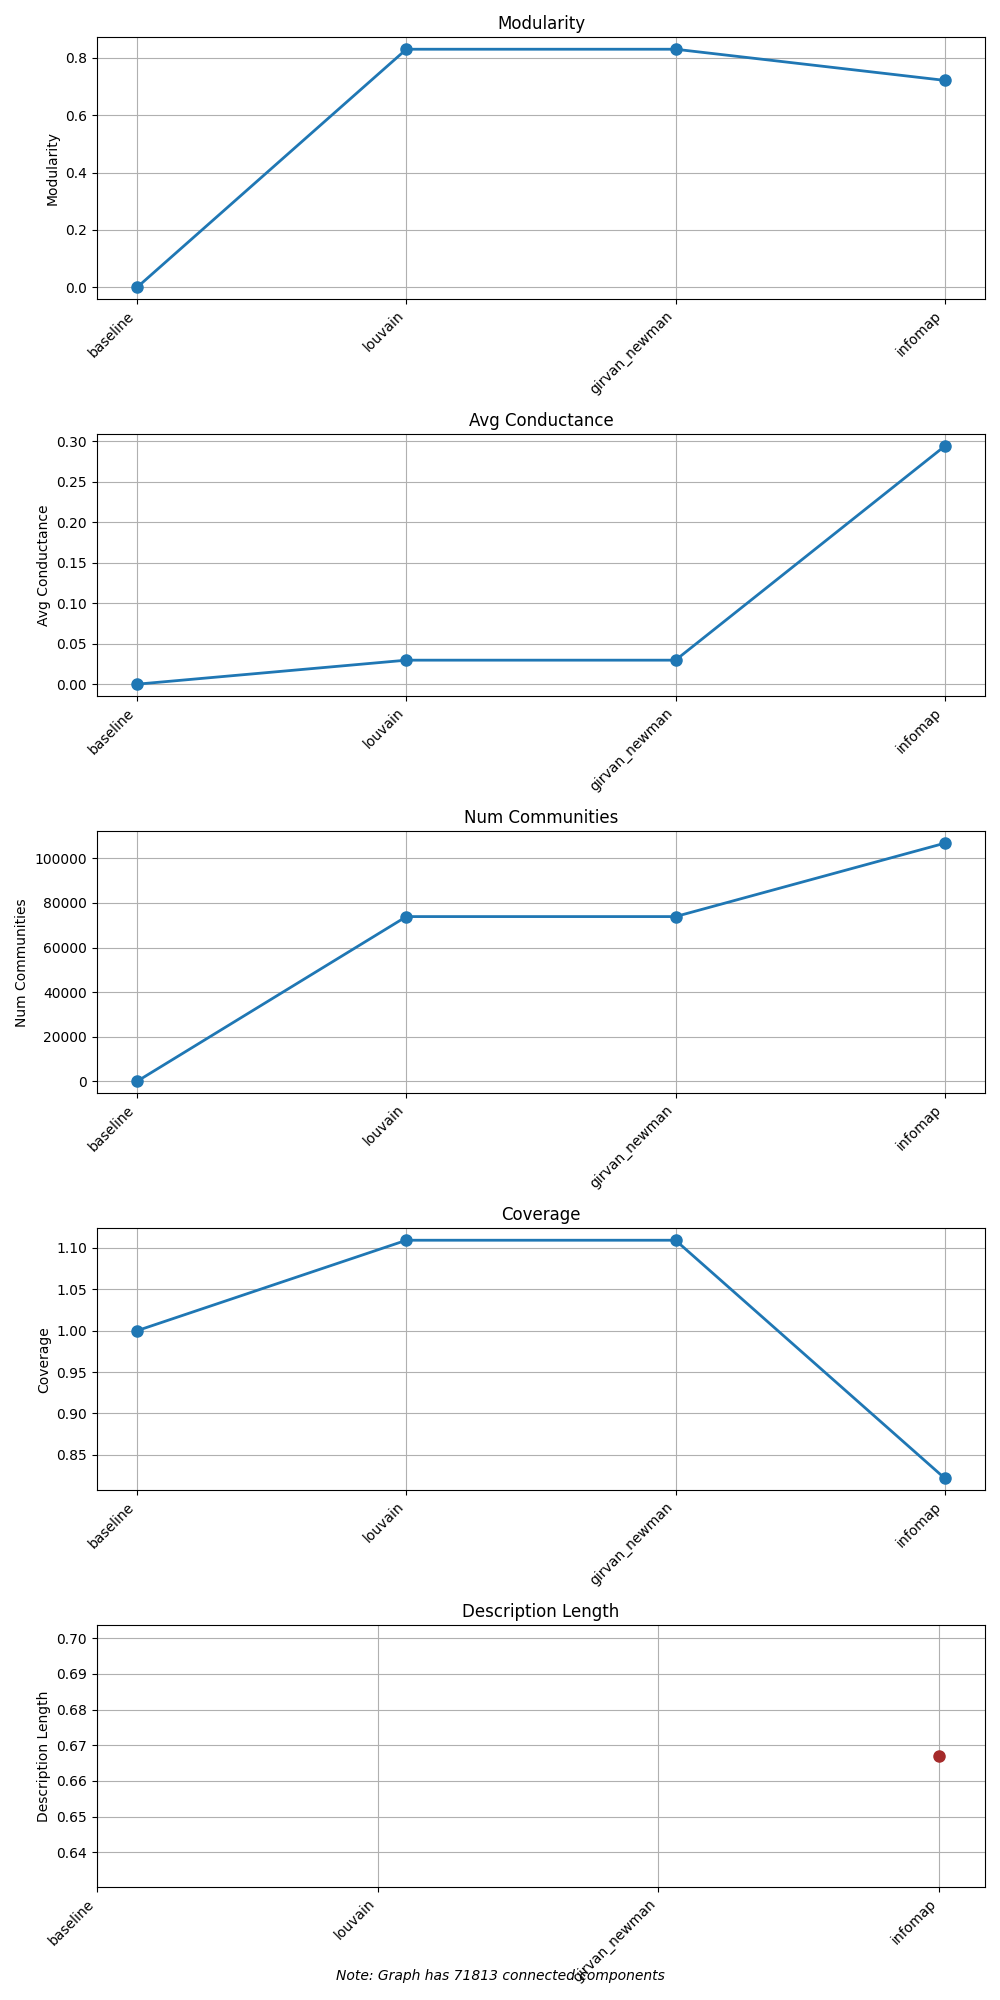 Modularity
Modularity
0.8
0.6
0.4
0.2
0.0
baseline
louvain
girvan_newman
infomap
Avg Conductance
Avg Conductance
0.30
0.25
0.20
0.15
0.10
0.05
0.00
baseline
louvain
girvan_newman
infomap
Num Communities
Num Communities
100000
80000
60000
40000
20000
0
baseline
louvain
girvan_newman
infomap
Coverage
Coverage
1.10
1.05
1.00
0.95
0.90
0.85
baseline
louvain
girvan_newman
infomap
Description Length
Description Length
0.70
0.69
0.68
0.67
0.66
0.65
0.64
baseline
louvain
girvan_newman
infomap
Note: Graph has 71813 connected components